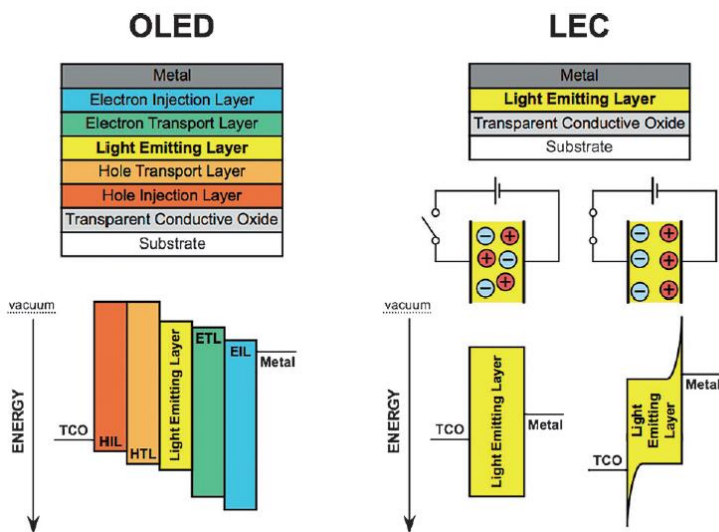 OLED
Metal
Electron Injection Layer
Electron Transport Layer
Light Emitting Layer
Hole Transport Layer
Hole Injection Layer
Transparent Conductive Oxide
Substrate
vacuum
ENERGY
TCO
HIL
HTL
Light Emitting Layer
ETL
EIL
Metal
LEC
Metal
Light Emitting Layer
Transparent Conductive Oxide
Substrate
− +
+ −
− +
− +
− +
− +
vacuum
ENERGY
TCO
Light Emitting Layer
Metal
TCO
Light
Emitting
Layer
Metal